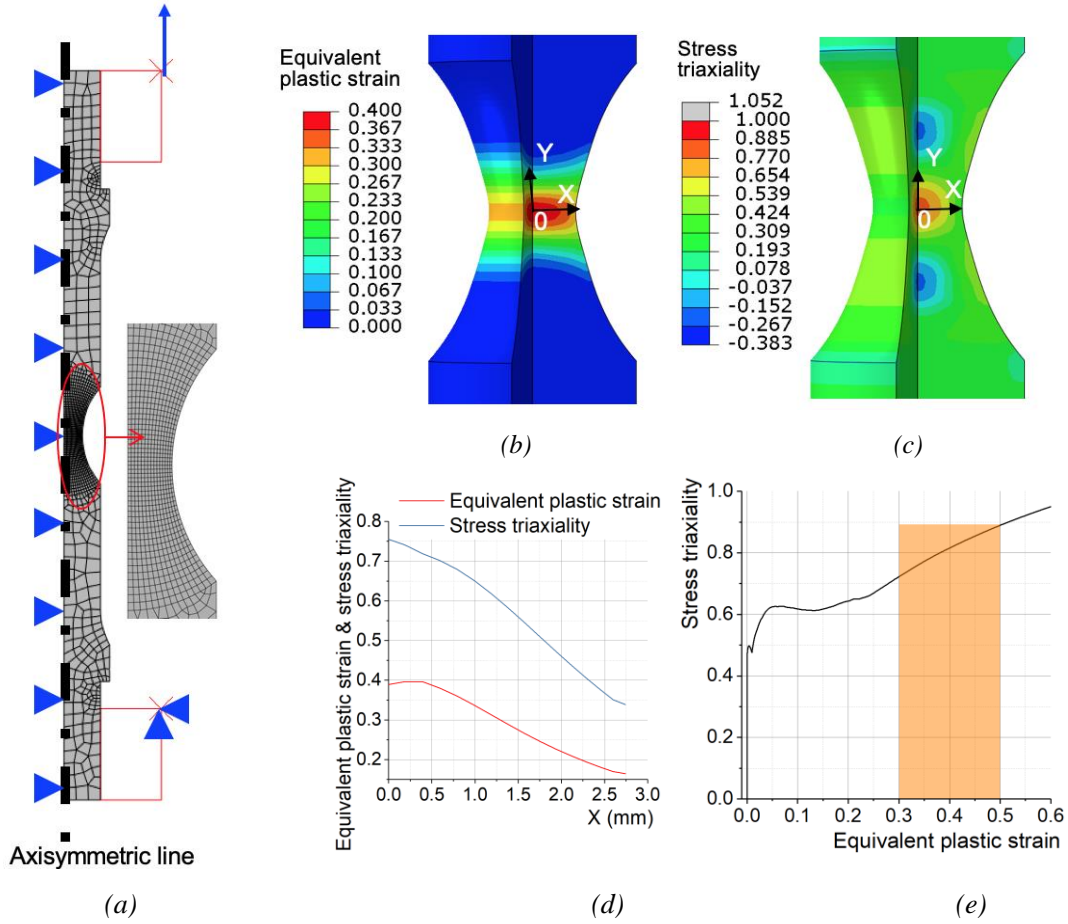 Axisymmetric line
(a)
Equivalent
plastic strain
0.400
0.367
0.333
0.300
0.267
0.233
0.200
0.167
0.133
0.100
0.067
0.033
0.000
Y
X
0
(b)
Stress
triaxiality
1.052
1.000
0.885
0.770
0.654
0.539
0.424
0.309
0.193
0.078
-0.037
-0.152
-0.267
-0.383
Y
X
0
(c)
Equivalent plastic strain
Stress triaxiality
Equivalent plastic strain & stress triaxiality
0.8
0.7
0.6
0.5
0.4
0.3
0.2
0.0 0.5 1.0 1.5 2.0 2.5 3.0
X (mm)
(d)
Stress triaxiality
1.0
0.8
0.6
0.4
0.2
0.0
0.0 0.1 0.2 0.3 0.4 0.5 0.6
Equivalent plastic strain
(e)